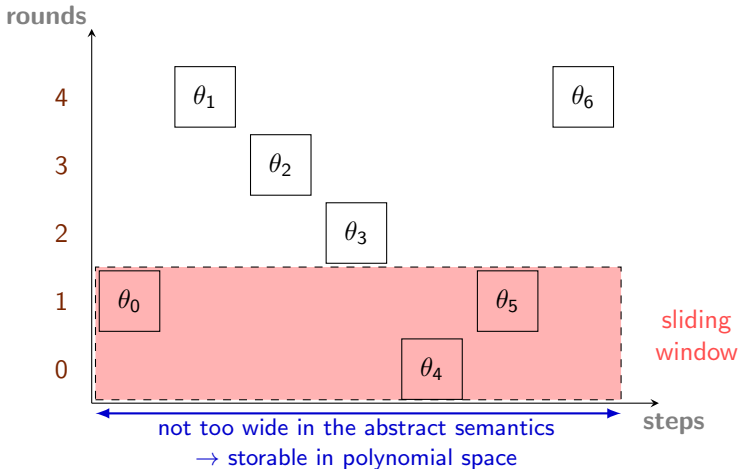 rounds
4
θ1
θ6
3
θ2
2
θ3
1
θ0
θ5
sliding
window
0
θ4
steps
not too wide in the abstract semantics
→ storable in polynomial space